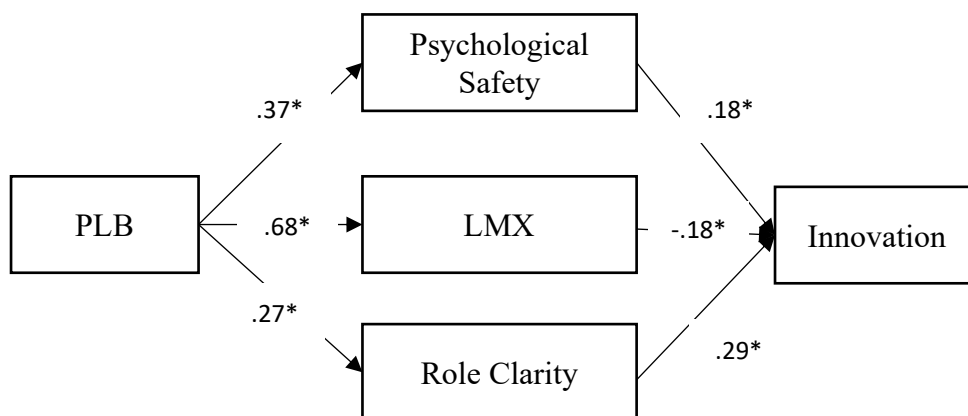 Psychological
Safety
.37*
.18*
PLB
.68*
LMX
-.18*
Innovation
.27*
Role Clarity
.29*